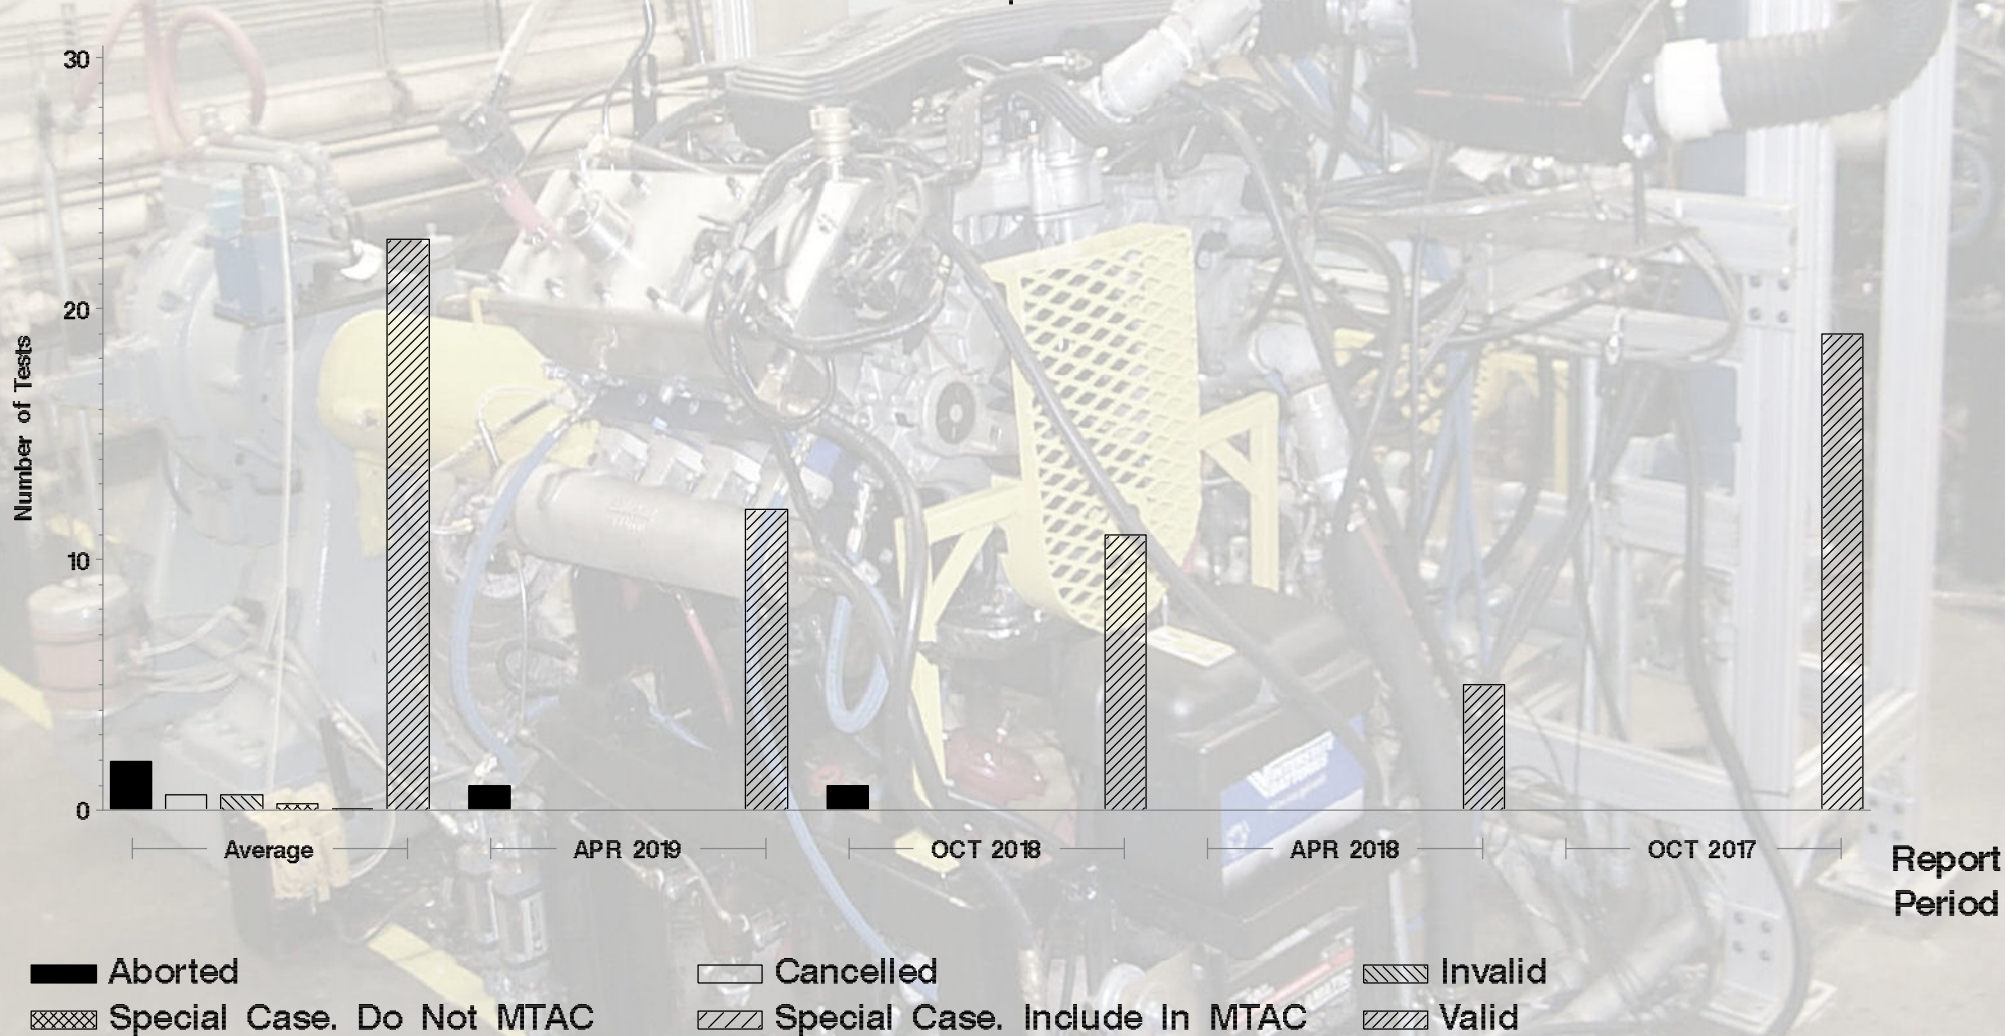 30
20
10
0
Number of Tests
Average APR 2019 OCT 2018 APR 2018 OCT 2017
Report
Period
Aborted Cancelled Invalid
Special Case. Do Not MTAC Special Case. Include In MTAC Valid